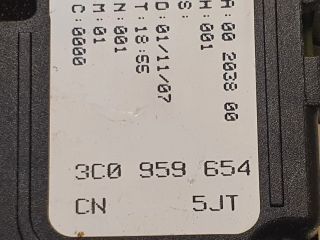 A:00 2038 00
H:001
S:
D:01/11/07
T:18:55
N:001
M:01
C:0000
3C0 959 654
CN 5JT